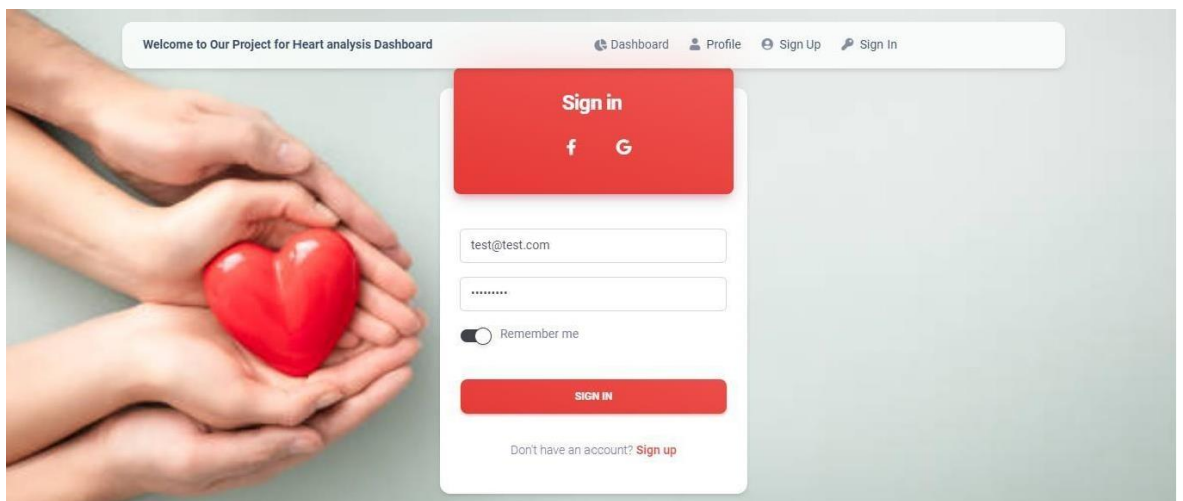 Welcome to Our Project for Heart analysis Dashboard Dashboard Profile Sign Up Sign In
Sign in
f G
test@test.com
•••••••••
Remember me
SIGN IN
Don't have an account? Sign up